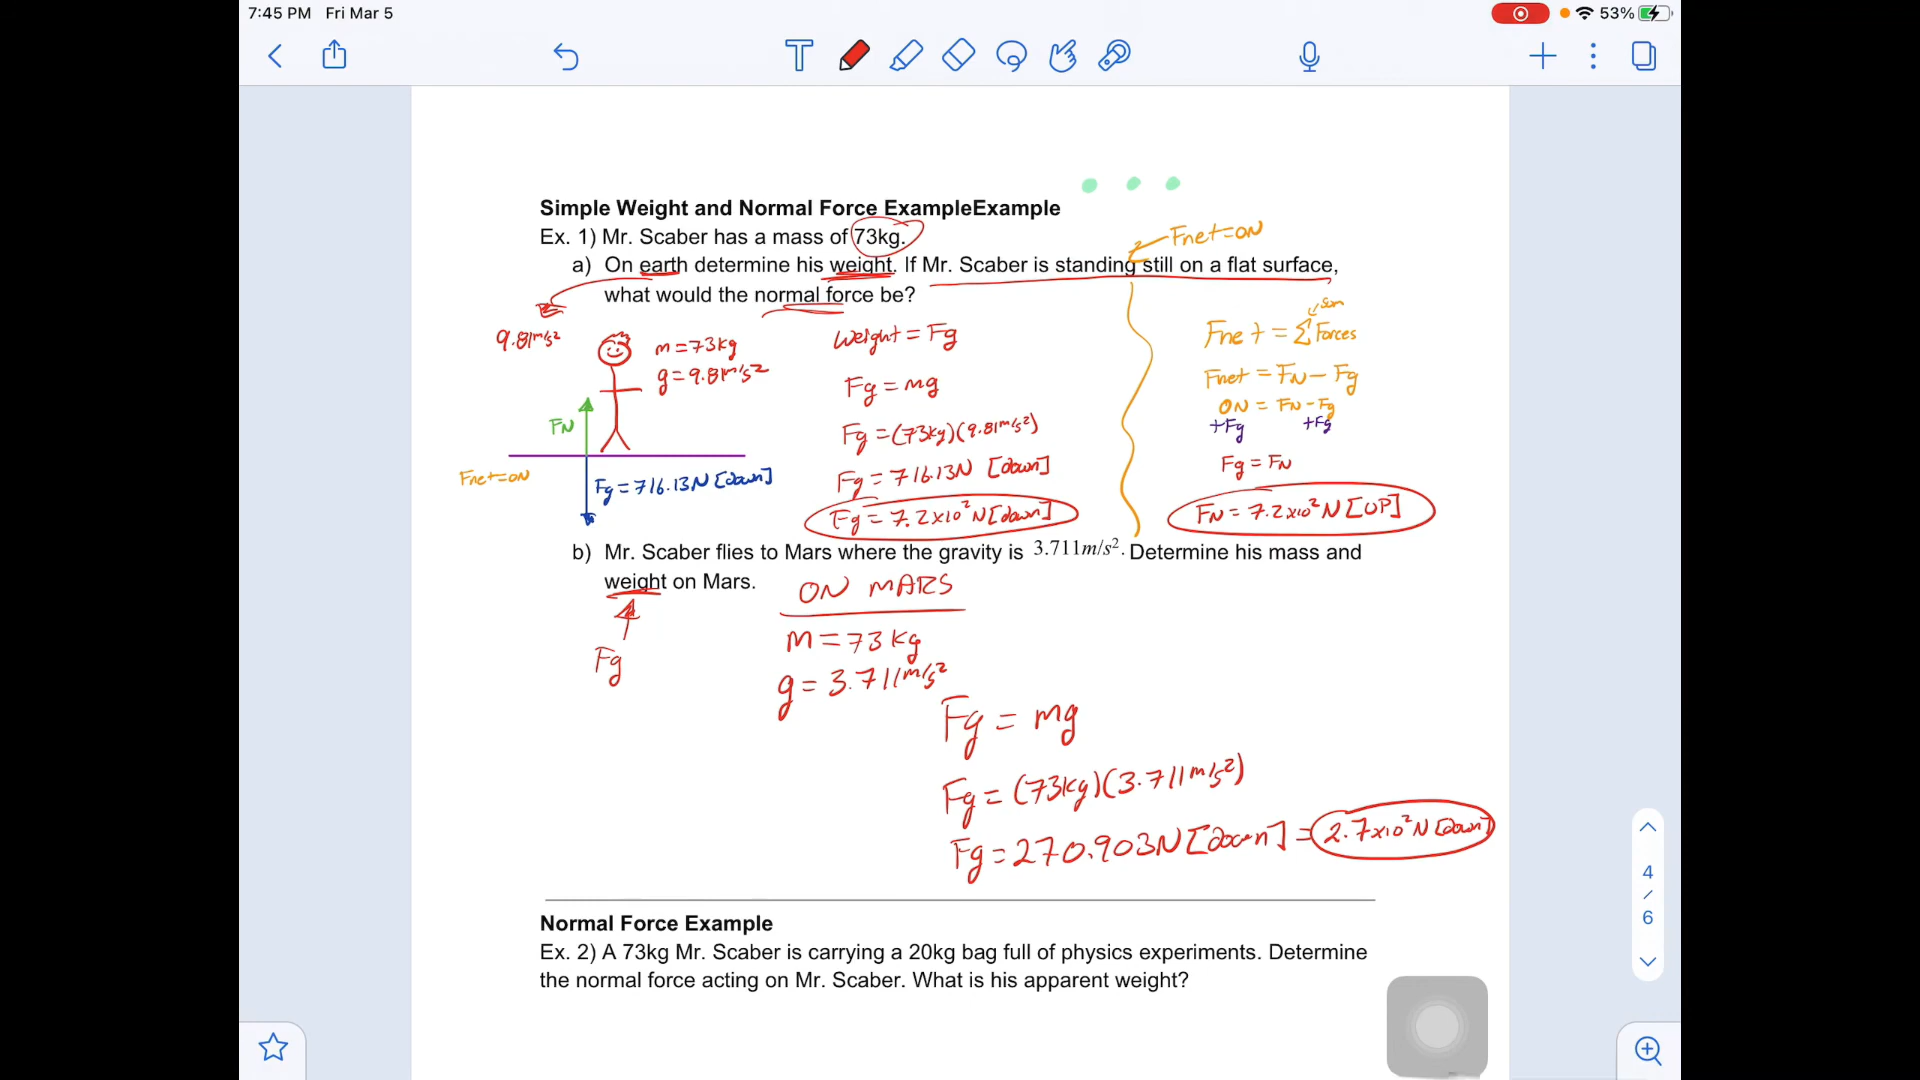 7:45 PM Fri Mar 5
53%
Simple Weight and Normal Force ExampleExample
Ex. 1) Mr. Scaber has a mass of 73kg.
Fnet=0N
a) On earth determine his weight. If Mr. Scaber is standing still on a flat surface,
what would the normal force be?
9.81m/s²
m=73kg
g=9.81m/s²
FN
Fnet=0N
Fg=716.13N [down]
Weight=Fg
Fg=mg
Fg=(73kg)(9.81m/s²)
Fg=716.13N [down]
Fg=7.2x10²N[down]
sum
Fnet=ΣForces
Fnet=FN-Fg
0N=FN-Fg
+Fg +Fg
Fg=FN
FN=7.2x10²N[UP]
b) Mr. Scaber flies to Mars where the gravity is 3.711m/s². Determine his mass and
weight on Mars.
Fg
ON MARS
m=73kg
g=3.711m/s²
Fg=mg
Fg=(73kg)(3.711m/s²)
Fg=270.903N[down]=2.7x10²N[down]
Normal Force Example
Ex. 2) A 73kg Mr. Scaber is carrying a 20kg bag full of physics experiments. Determine
the normal force acting on Mr. Scaber. What is his apparent weight?
4
/
6